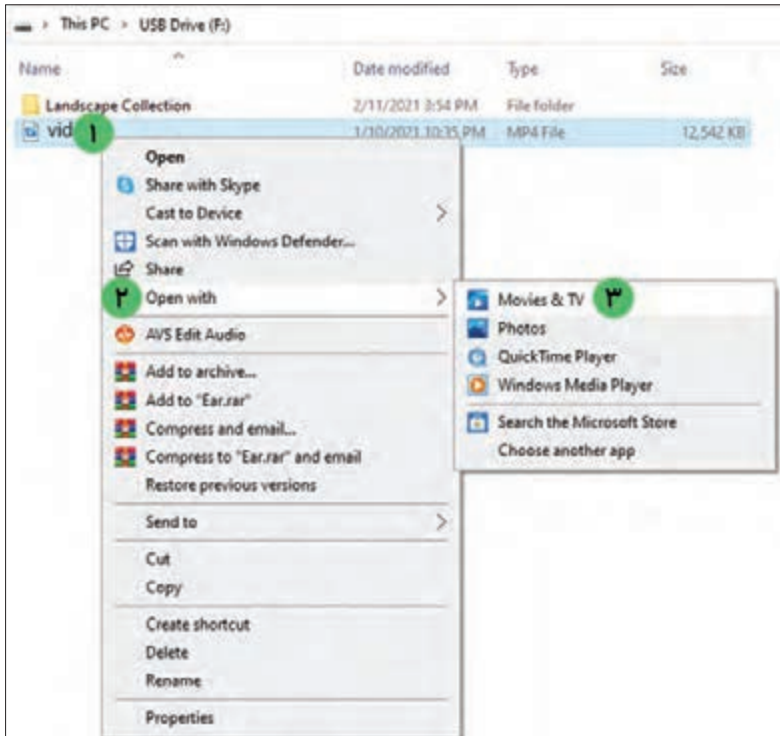 This PC > USB Drive (F:)
Name Date modified Type Size
Landscape Collection 2/11/2021 3:54 PM File folder
vid ۱ 1/10/2021 10:35 PM MP4 File 12,542 KB
Open
Share with Skype
Cast to Device >
Scan with Windows Defender...
Share
۲ Open with >
AVS Edit Audio
Add to archive...
Add to "Ear.rar"
Compress and email...
Compress to "Ear.rar" and email
Restore previous versions
Send to >
Cut
Copy
Create shortcut
Delete
Rename
Properties
Movies & TV ۳
Photos
QuickTime Player
Windows Media Player
Search the Microsoft Store
Choose another app